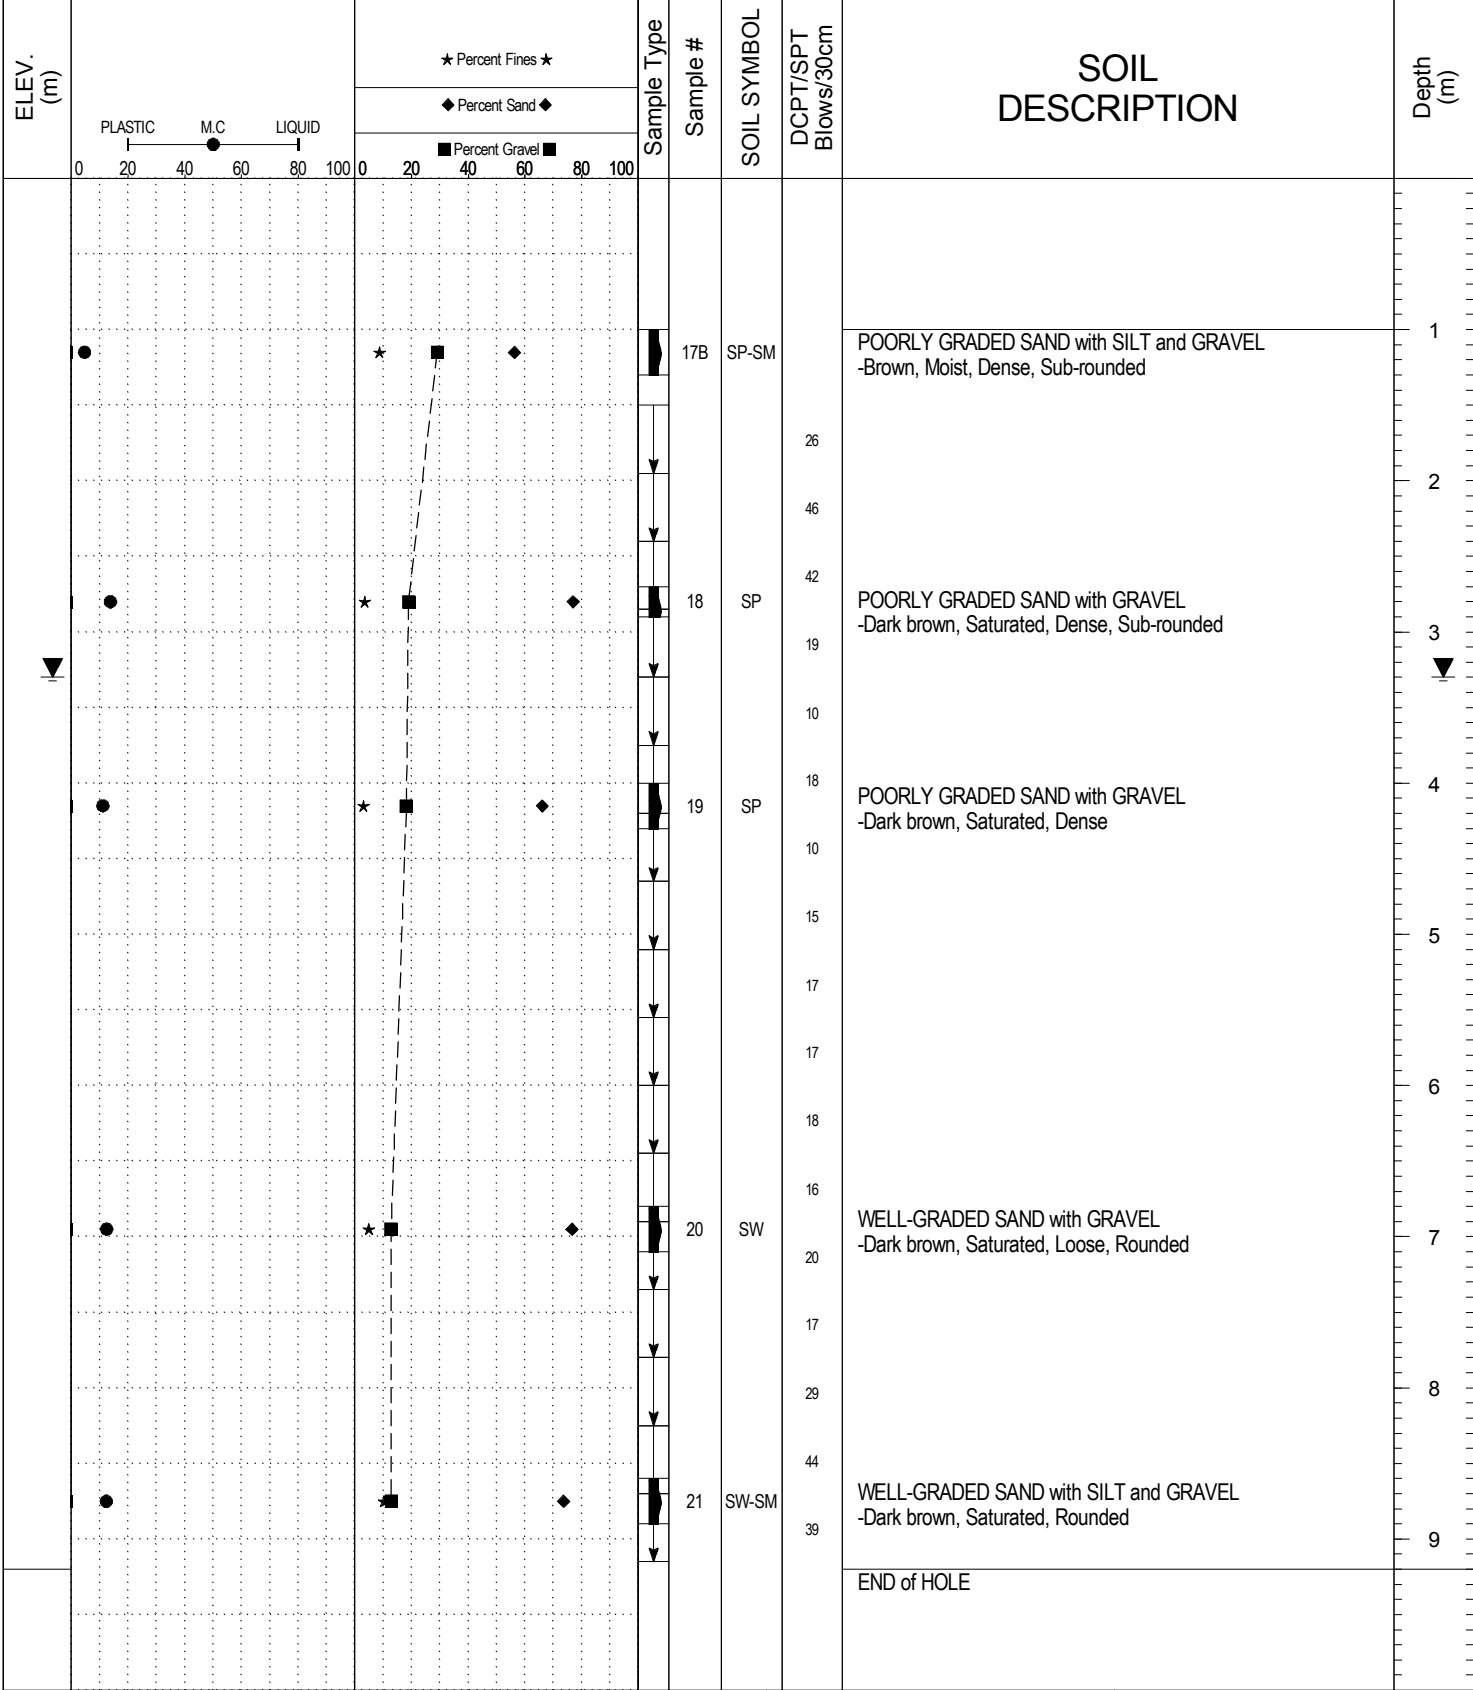 ELEV.
(m)
PLASTIC M.C LIQUID
20 40 60 80 100
0
★ Percent Fines ★
◆ Percent Sand ◆
■ Percent Gravel ■
0 20 40 60 80 100
Sample Type
Sample #
SOIL SYMBOL
DCPT/SPT
Blows/30cm
SOIL
DESCRIPTION
Depth
(m)
1
17B SP-SM POORLY GRADED SAND with SILT and GRAVEL
-Brown, Moist, Dense, Sub-rounded
26
2
46
42
18 SP POORLY GRADED SAND with GRAVEL
-Dark brown, Saturated, Dense, Sub-rounded
3
19
10
18
4
19 SP POORLY GRADED SAND with GRAVEL
-Dark brown, Saturated, Dense
10
15
5
17
17
6
18
16
20 SW WELL-GRADED SAND with GRAVEL
-Dark brown, Saturated, Loose, Rounded
7
20
17
8
29
44
21 SW-SM WELL-GRADED SAND with SILT and GRAVEL
-Dark brown, Saturated, Rounded
39
9
END of HOLE